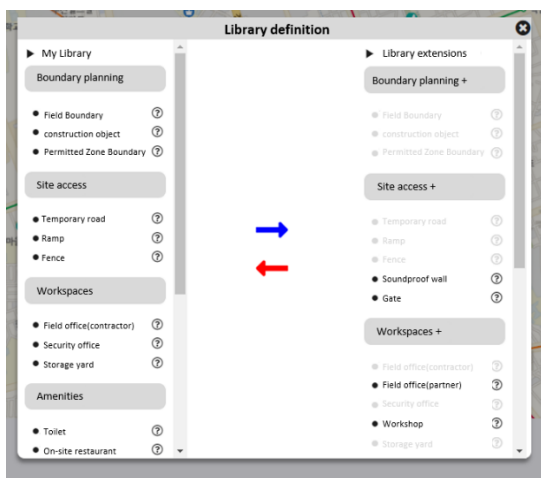 Library definition
My Library
Boundary planning
Field Boundary
construction object
Permitted Zone Boundary
Site access
Temporary road
Ramp
Fence
Workspaces
Field office(contractor)
Security office
Storage yard
Amenities
Toilet
On-site restaurant
Library extensions
Boundary planning +
Field Boundary
construction object
Permitted Zone Boundary
Site access +
Temporary road
Ramp
Fence
Soundproof wall
Gate
Workspaces +
Field office(contractor)
Field office(partner)
Security office
Workshop
Storage yard